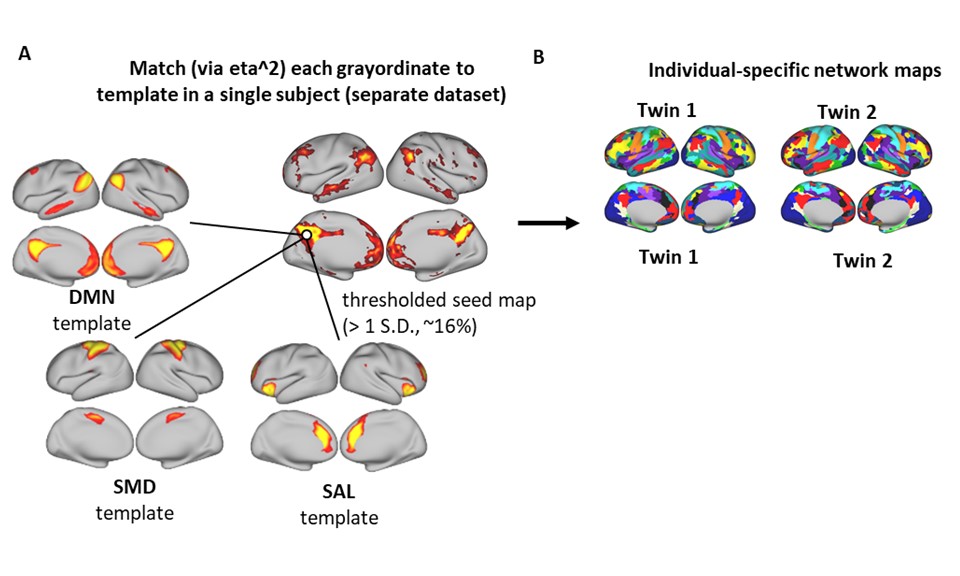 A
Match (via eta^2) each grayordinate to
template in a single subject (separate dataset)
DMN
template
thresholded seed map
(> 1 S.D., ~16%)
SMD
template
SAL
template
B
Individual-specific network maps
Twin 1
Twin 2
Twin 1
Twin 2